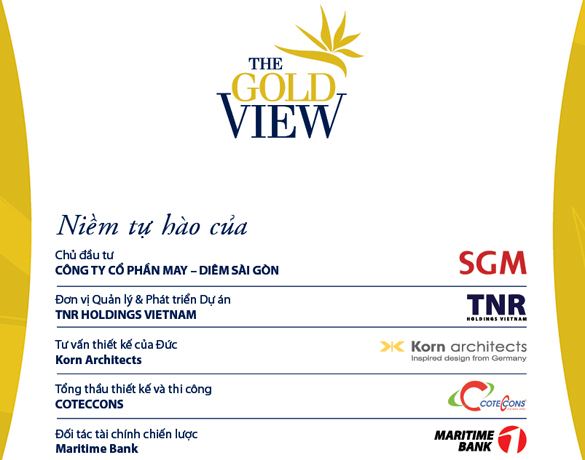 THE
GOLD
VIEW
Niềm tự hào của
Chủ đầu tư
CÔNG TY CỔ PHẦN MAY – DIÊM SÀI GÒN
SGM
Đơn vị Quản lý & Phát triển Dự án
TNR HOLDINGS VIETNAM
TNR
HOLDINGS VIETNAM
Tư vấn thiết kế của Đức
Korn Architects
Korn architects
Inspired design from Germany
Tổng thầu thiết kế và thi công
COTECCONS
COTECCONS
Đối tác tài chính chiến lược
Maritime Bank
MARITIME
BANK